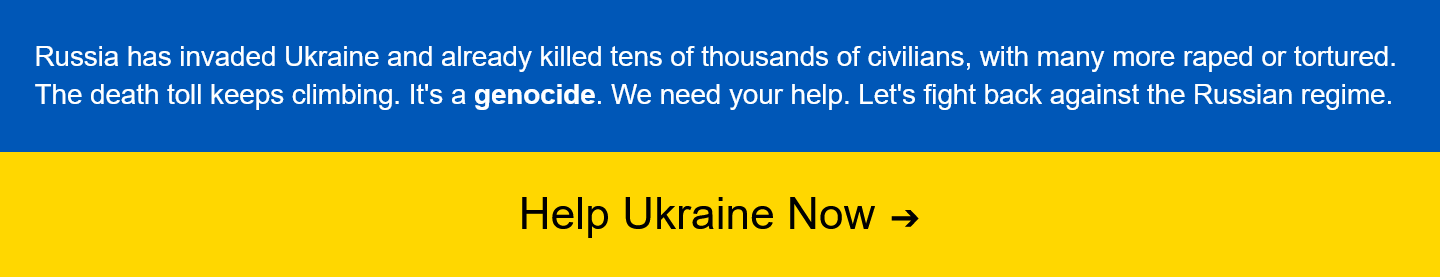 Russia has invaded Ukraine and already killed tens of thousands of civilians, with many more raped or tortured.
The death toll keeps climbing. It's a genocide. We need your help. Let's fight back against the Russian regime.
Help Ukraine Now ➔